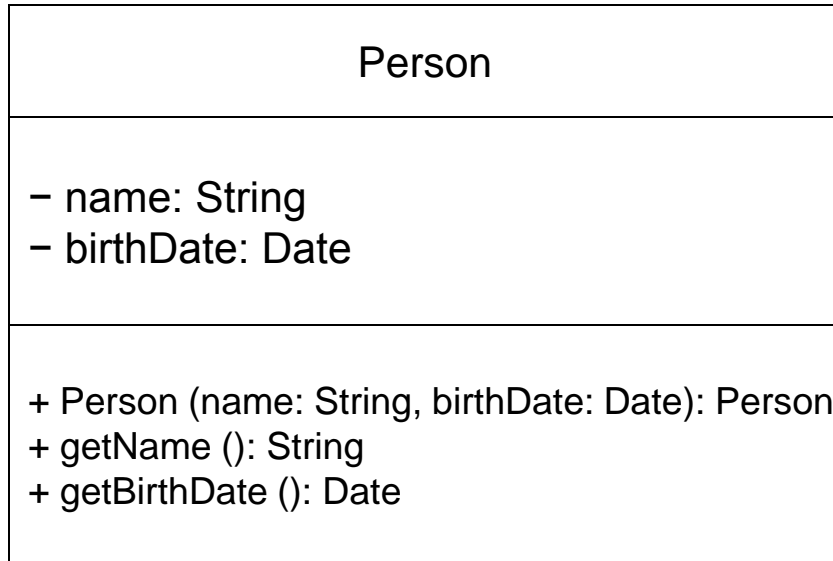 Person
− name: String
− birthDate: Date
+ Person (name: String, birthDate: Date): Person
+ getName (): String
+ getBirthDate (): Date